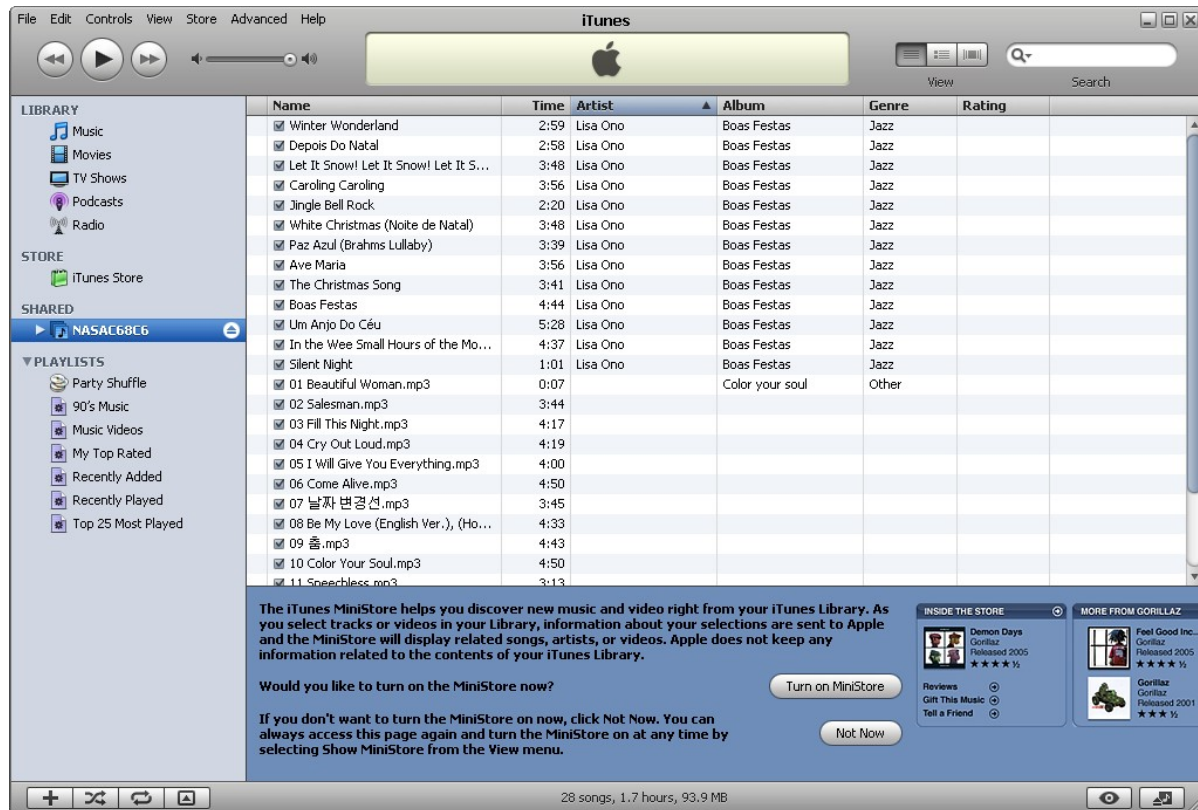 File Edit Controls View Store Advanced Help
iTunes
View
Search
LIBRARY
Music
Movies
TV Shows
Podcasts
Radio
STORE
iTunes Store
SHARED
NASAC68C6
PLAYLISTS
Party Shuffle
90's Music
Music Videos
My Top Rated
Recently Added
Recently Played
Top 25 Most Played
Name Time Artist Album Genre Rating
Winter Wonderland 2:59 Lisa Ono Boas Festas Jazz
Depois Do Natal 2:58 Lisa Ono Boas Festas Jazz
Let It Snow! Let It Snow! Let It S... 3:48 Lisa Ono Boas Festas Jazz
Caroling Caroling 3:56 Lisa Ono Boas Festas Jazz
Jingle Bell Rock 2:20 Lisa Ono Boas Festas Jazz
White Christmas (Noite de Natal) 3:48 Lisa Ono Boas Festas Jazz
Paz Azul (Brahms Lullaby) 3:39 Lisa Ono Boas Festas Jazz
Ave Maria 3:56 Lisa Ono Boas Festas Jazz
The Christmas Song 3:41 Lisa Ono Boas Festas Jazz
Boas Festas 4:44 Lisa Ono Boas Festas Jazz
Um Anjo Do Céu 5:28 Lisa Ono Boas Festas Jazz
In the Wee Small Hours of the Mo... 4:37 Lisa Ono Boas Festas Jazz
Silent Night 1:01 Lisa Ono Boas Festas Jazz
01 Beautiful Woman.mp3 0:07 Color your soul Other
02 Salesman.mp3 3:44
03 Fill This Night.mp3 4:17
04 Cry Out Loud.mp3 4:19
05 I Will Give You Everything.mp3 4:00
06 Come Alive.mp3 4:50
07 날짜 변경선.mp3 3:45
08 Be My Love (English Ver.), (Ho... 4:33
09 춤.mp3 4:43
10 Color Your Soul.mp3 4:50
11 Speechless.mp3 3:13
The iTunes MiniStore helps you discover new music and video right from your iTunes Library. As
you select tracks or videos in your Library, information about your selections are sent to Apple
and the MiniStore will display related songs, artists, or videos. Apple does not keep any
information related to the contents of your iTunes Library.
Would you like to turn on the MiniStore now?
Turn on MiniStore
If you don't want to turn the MiniStore on now, click Not Now. You can
always access this page again and turn the MiniStore on at any time by
selecting Show MiniStore from the View menu.
Not Now
INSIDE THE STORE
Demon Days
Gorillaz
Released 2005
Reviews
Gift This Music
Tell a Friend
MORE FROM GORILLAZ
Feel Good Inc...
Gorillaz
Released 2005
Gorillaz
Gorillaz
Released 2001
28 songs, 1.7 hours, 93.9 MB